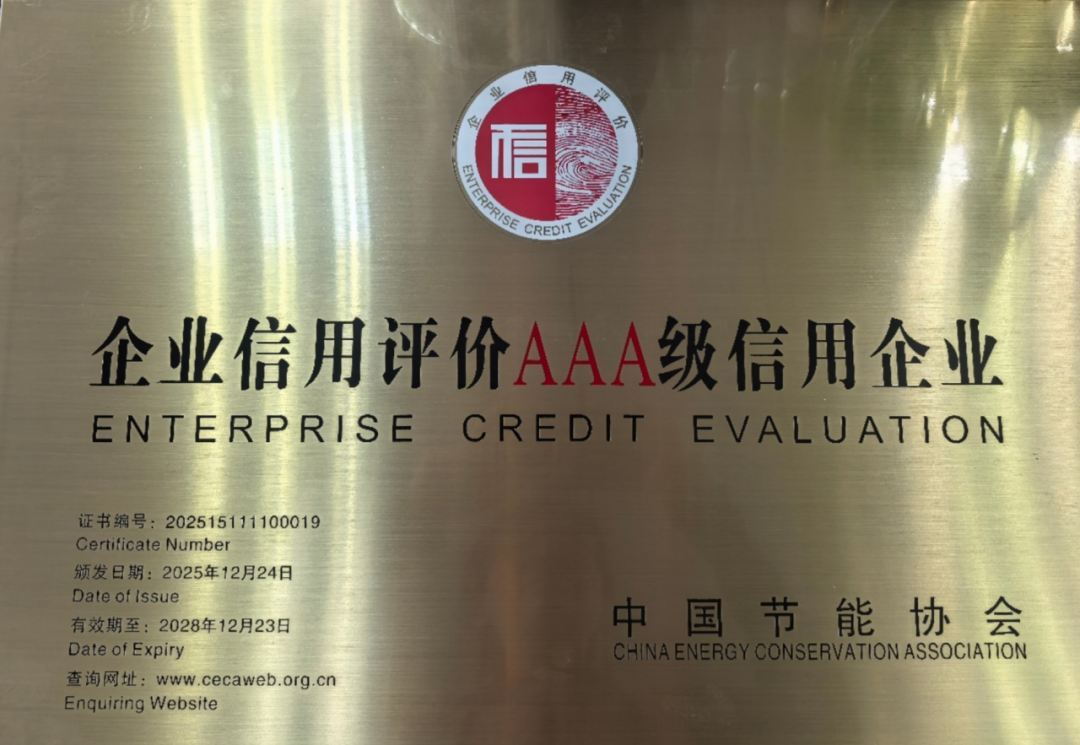 企业信用评价
信
ENTERPRISE CREDIT EVALUATION
企业信用评价AAA级信用企业
ENTERPRISE CREDIT EVALUATION
证书编号：202515111100019
Certificate Number
颁发日期：2025年12月24日
Date of Issue
有效期至：2028年12月23日
Date of Expiry
查询网址：www.cecaweb.org.cn
Enquiring Website
中国节能协会
CHINA ENERGY CONSERVATION ASSOCIATION